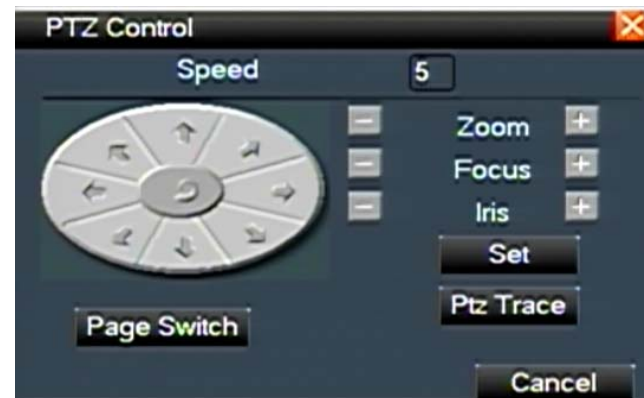 PTZ Control
Speed 5
- Zoom +
- Focus +
- Iris +
Set
Ptz Trace
Page Switch
Cancel